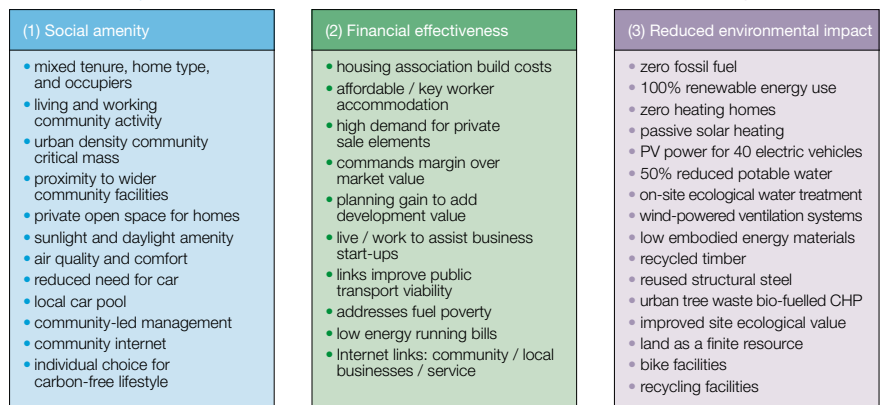 (1) Social amenity
• mixed tenure, home type,
and occupiers
• living and working
community activity
• urban density community
critical mass
• proximity to wider
community facilities
• private open space for homes
• sunlight and daylight amenity
• air quality and comfort
• reduced need for car
• local car pool
• community-led management
• community internet
• individual choice for
carbon-free lifestyle
(2) Financial effectiveness
• housing association build costs
• affordable / key worker
accommodation
• high demand for private
sale elements
• commands margin over
market value
• planning gain to add
development value
• live / work to assist business
start-ups
• links improve public
transport viability
• addresses fuel poverty
• low energy running bills
• Internet links: community / local
businesses / service
(3) Reduced environmental impact
• zero fossil fuel
• 100% renewable energy use
• zero heating homes
• passive solar heating
• PV power for 40 electric vehicles
• 50% reduced potable water
• on-site ecological water treatment
• wind-powered ventilation systems
• low embodied energy materials
• recycled timber
• reused structural steel
• urban tree waste bio-fuelled CHP
• improved site ecological value
• land as a finite resource
• bike facilities
• recycling facilities